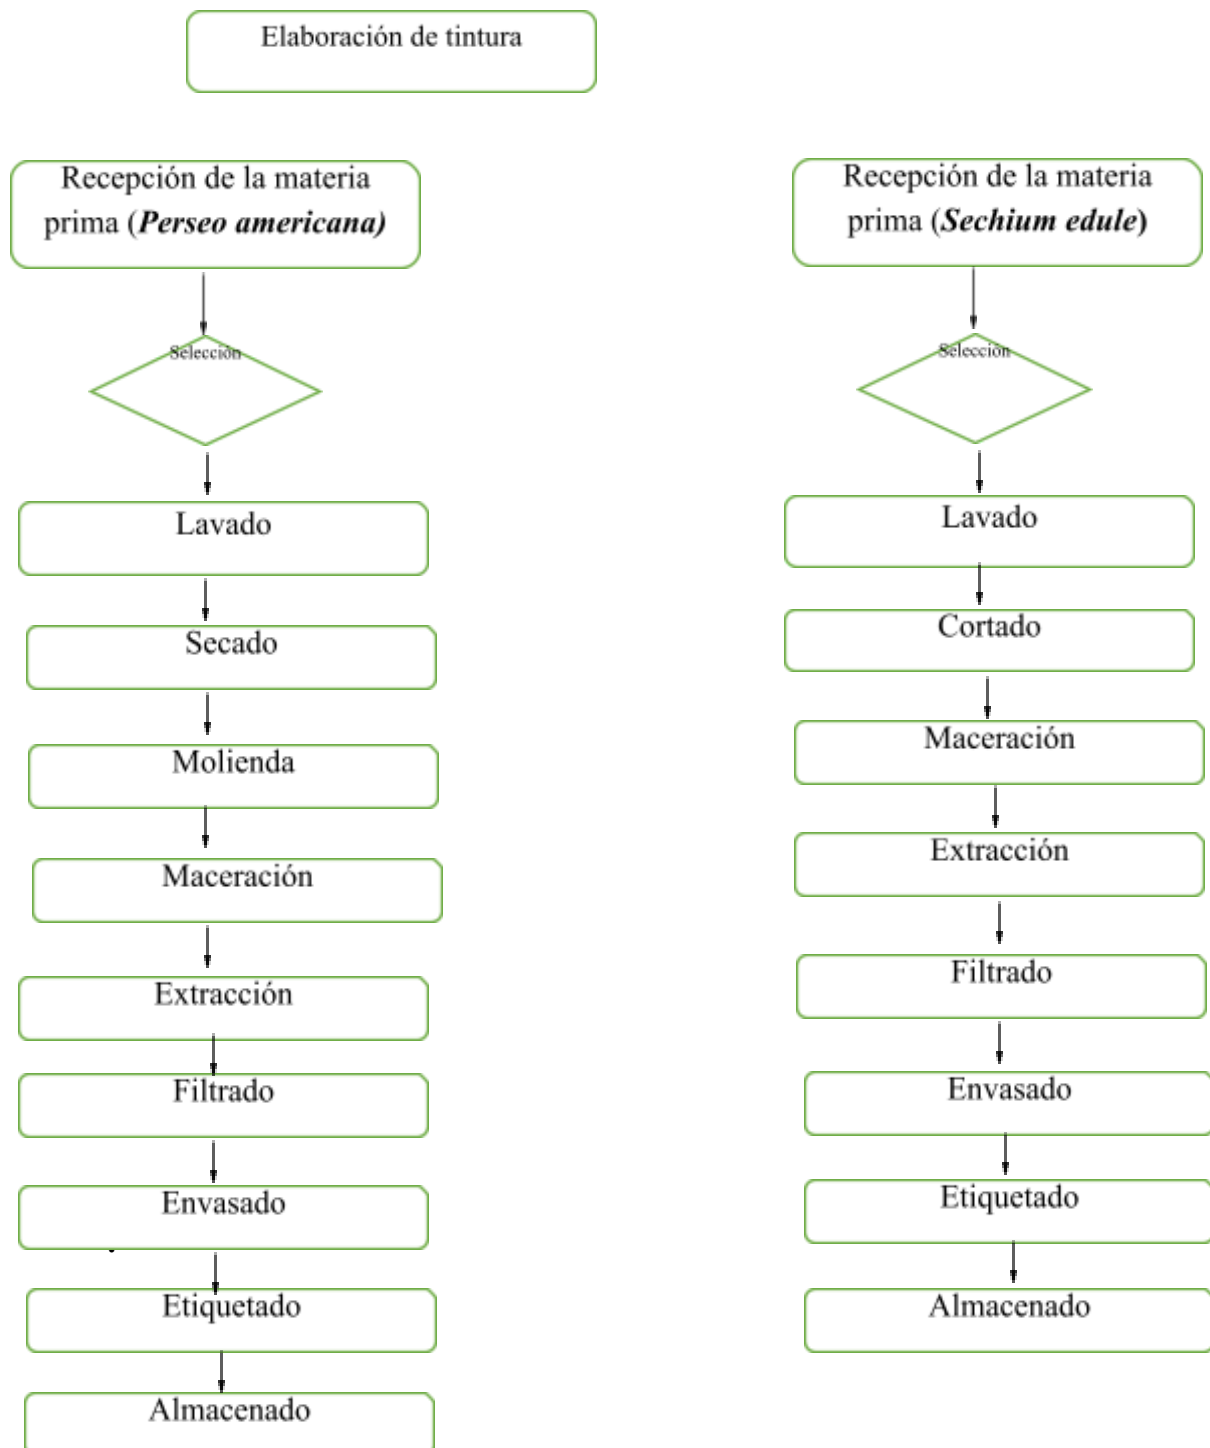 Elaboración de tintura
Recepción de la materia
prima (Perseo americana)
Selección
Lavado
Secado
Molienda
Maceración
Extracción
Filtrado
Envasado
Etiquetado
Almacenado
Recepción de la materia
prima (Sechium edule)
Selección
Lavado
Cortado
Maceración
Extracción
Filtrado
Envasado
Etiquetado
Almacenado